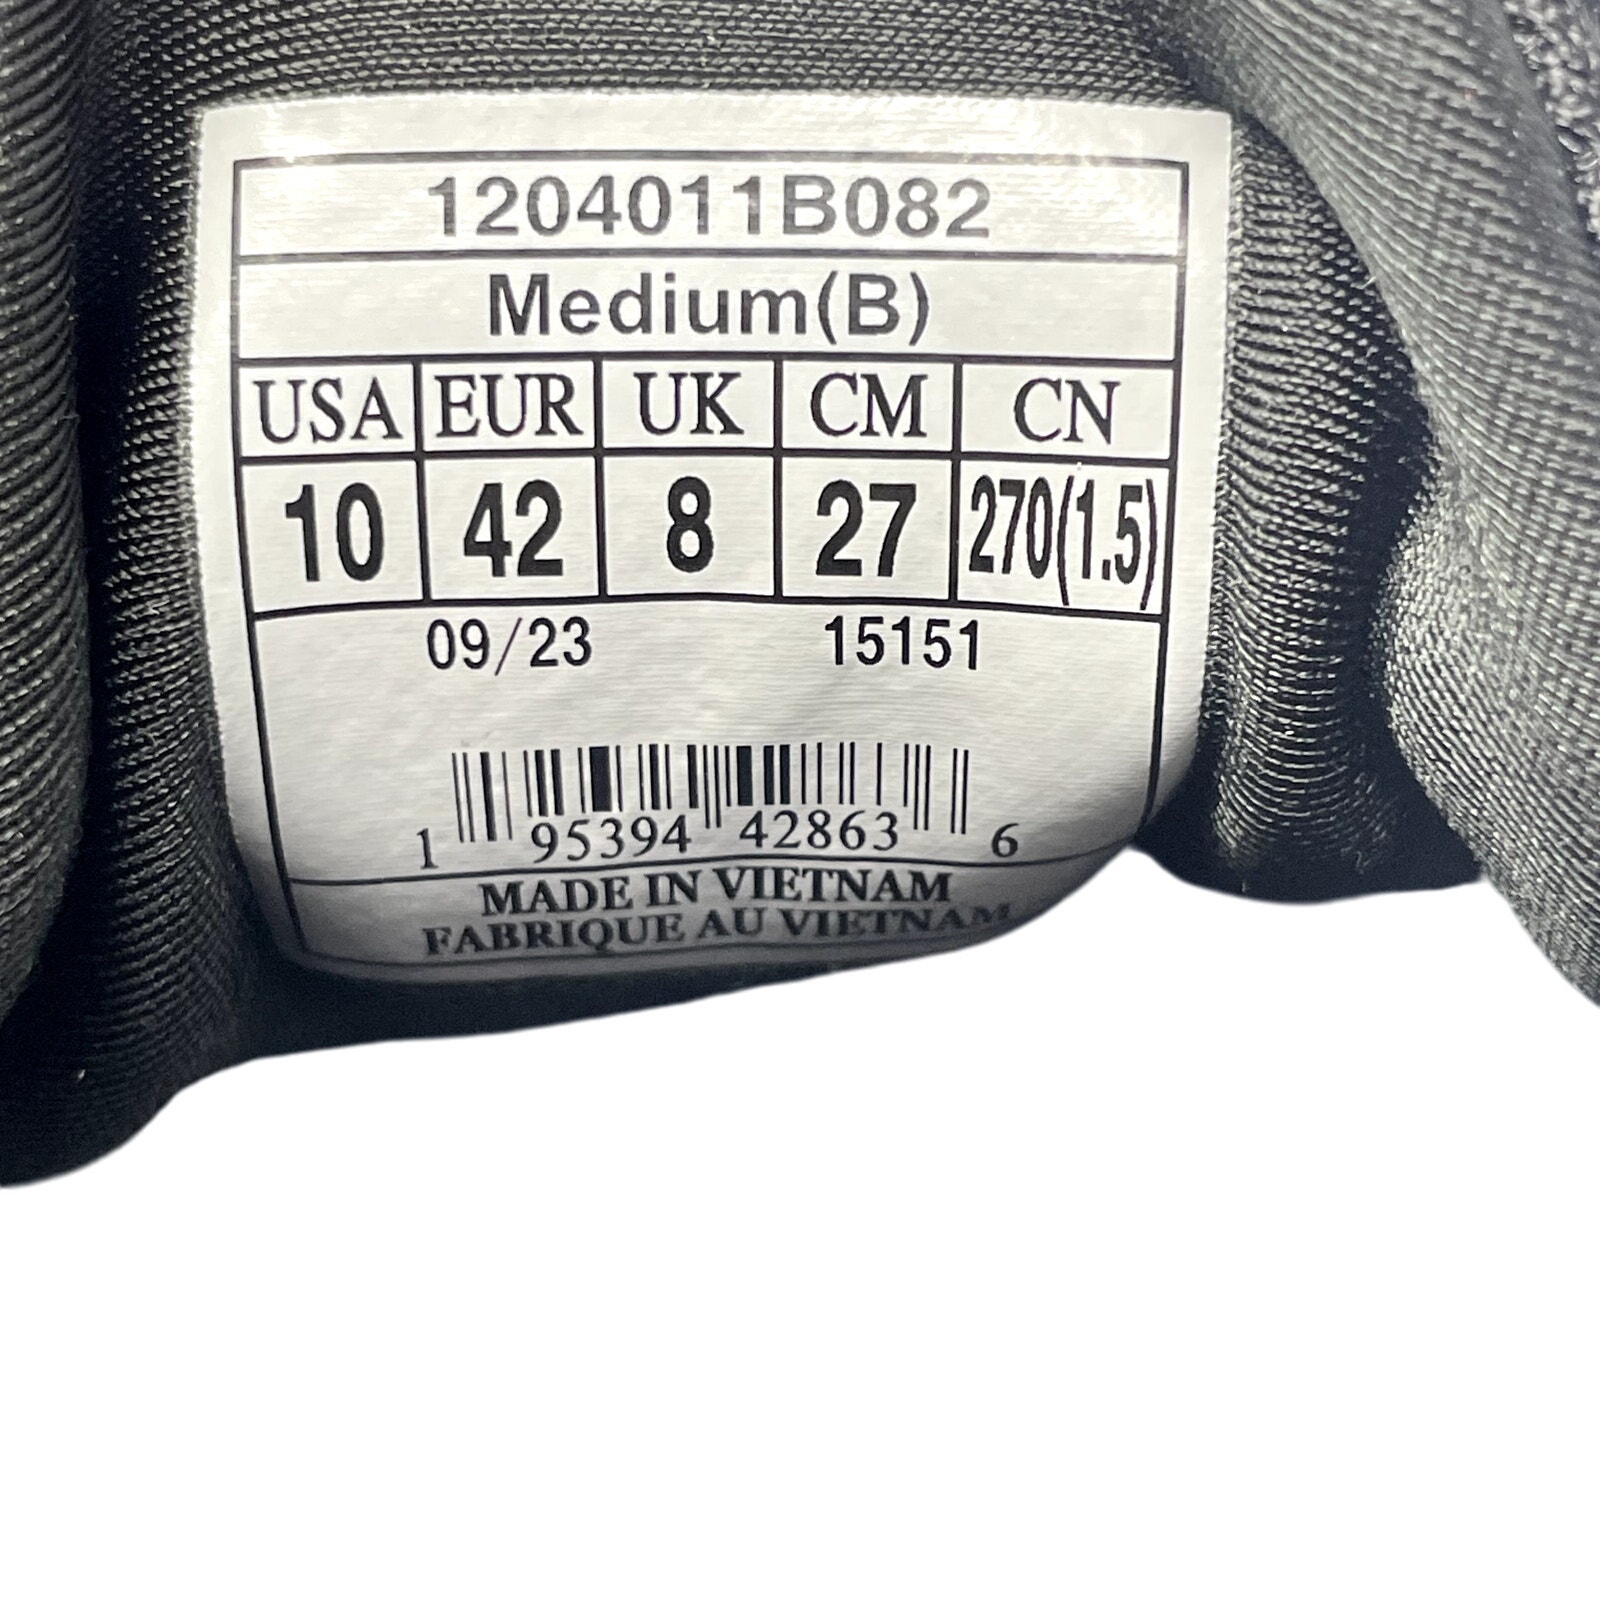 1204011B082
Medium(B)
USA EUR UK CM CN
10 42 8 27 270(1.5)
09/23 15151
1 95394 42863 6
MADE IN VIETNAM
FABRIQUE AU VIETNAM